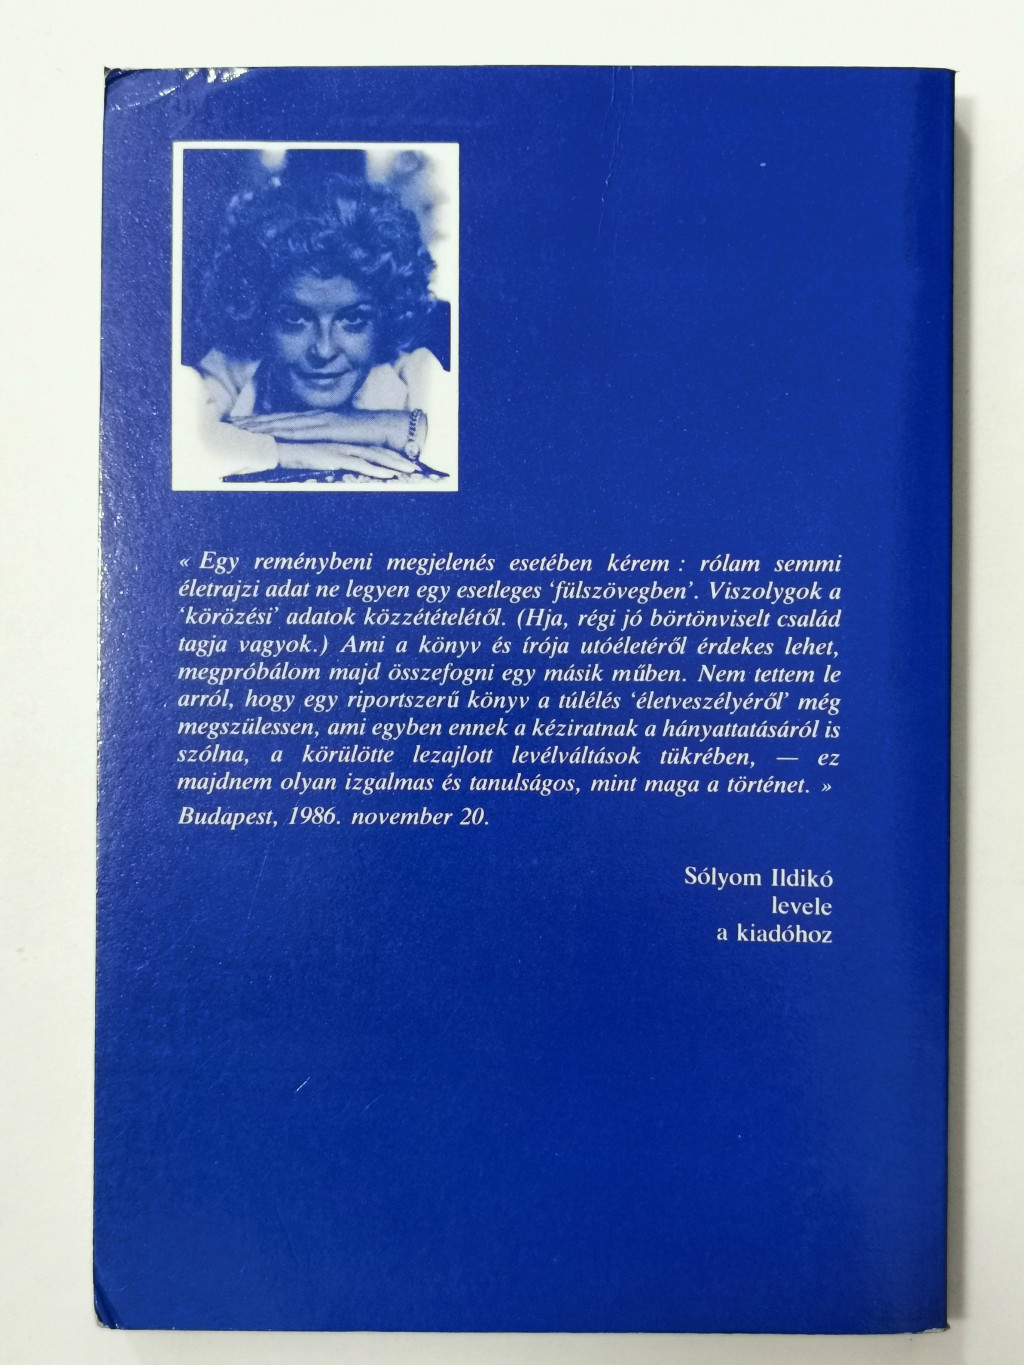 « Egy reménybeni megjelenés esetében kérem : rólam semmi
életrajzi adat ne legyen egy esetleges ‘fülszövegben’. Viszolygok a
‘körözési’ adatok közzétételétől. (Hja, régi jó börtönviselt család
tagja vagyok.) Ami a könyv és írója utóéletéről érdekes lehet,
megpróbálom majd összefogni egy másik műben. Nem tettem le
arról, hogy egy riportszerű könyv a túlélés ‘életveszélyéről’ még
megszülessen, ami egyben ennek a kéziratnak a hányattatásáról is
szólna, a körülötte lezajlott levélváltások tükrében, — ez
majdnem olyan izgalmas és tanulságos, mint maga a történet. »
Budapest, 1986. november 20.
Sólyom Ildikó
levele
a kiadóhoz